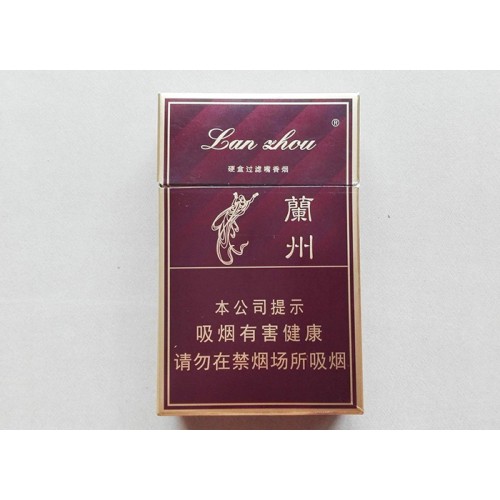 Lan zhou ®
硬盒过滤嘴香烟
蘭
州
本公司提示
吸烟有害健康
请勿在禁烟场所吸烟